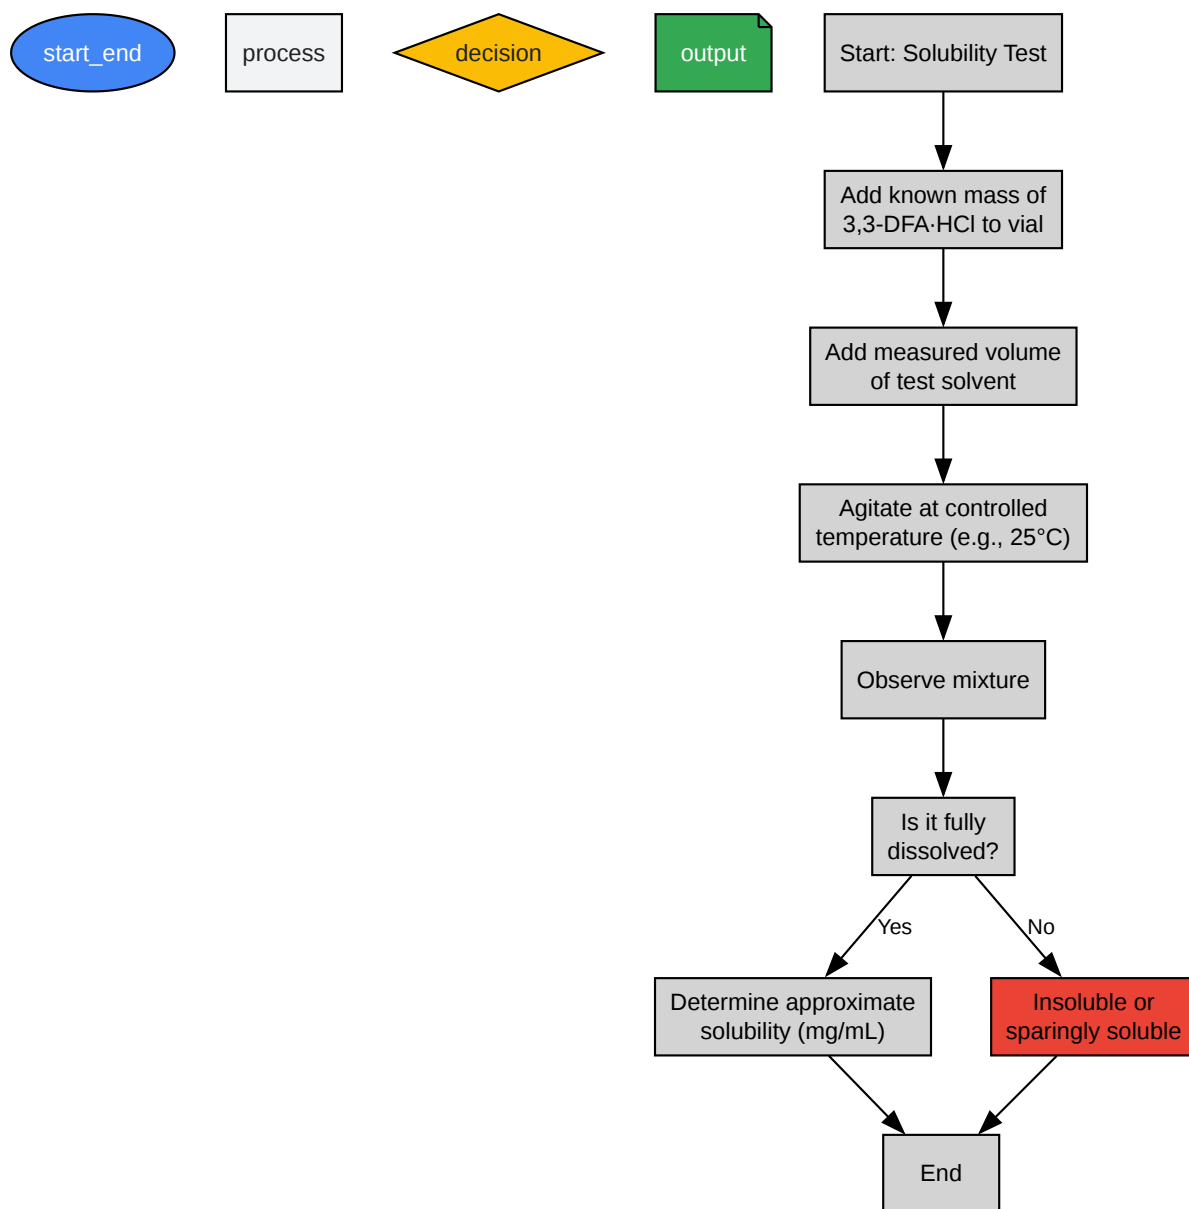 start_end
process
decision
output
Start: Solubility Test
Add known mass of
3,3-DFA·HCl to vial
Add measured volume
of test solvent
Agitate at controlled
temperature (e.g., 25°C)
Observe mixture
Is it fully
dissolved?
Yes
No
Determine approximate
solubility (mg/mL)
Insoluble or
sparingly soluble
End